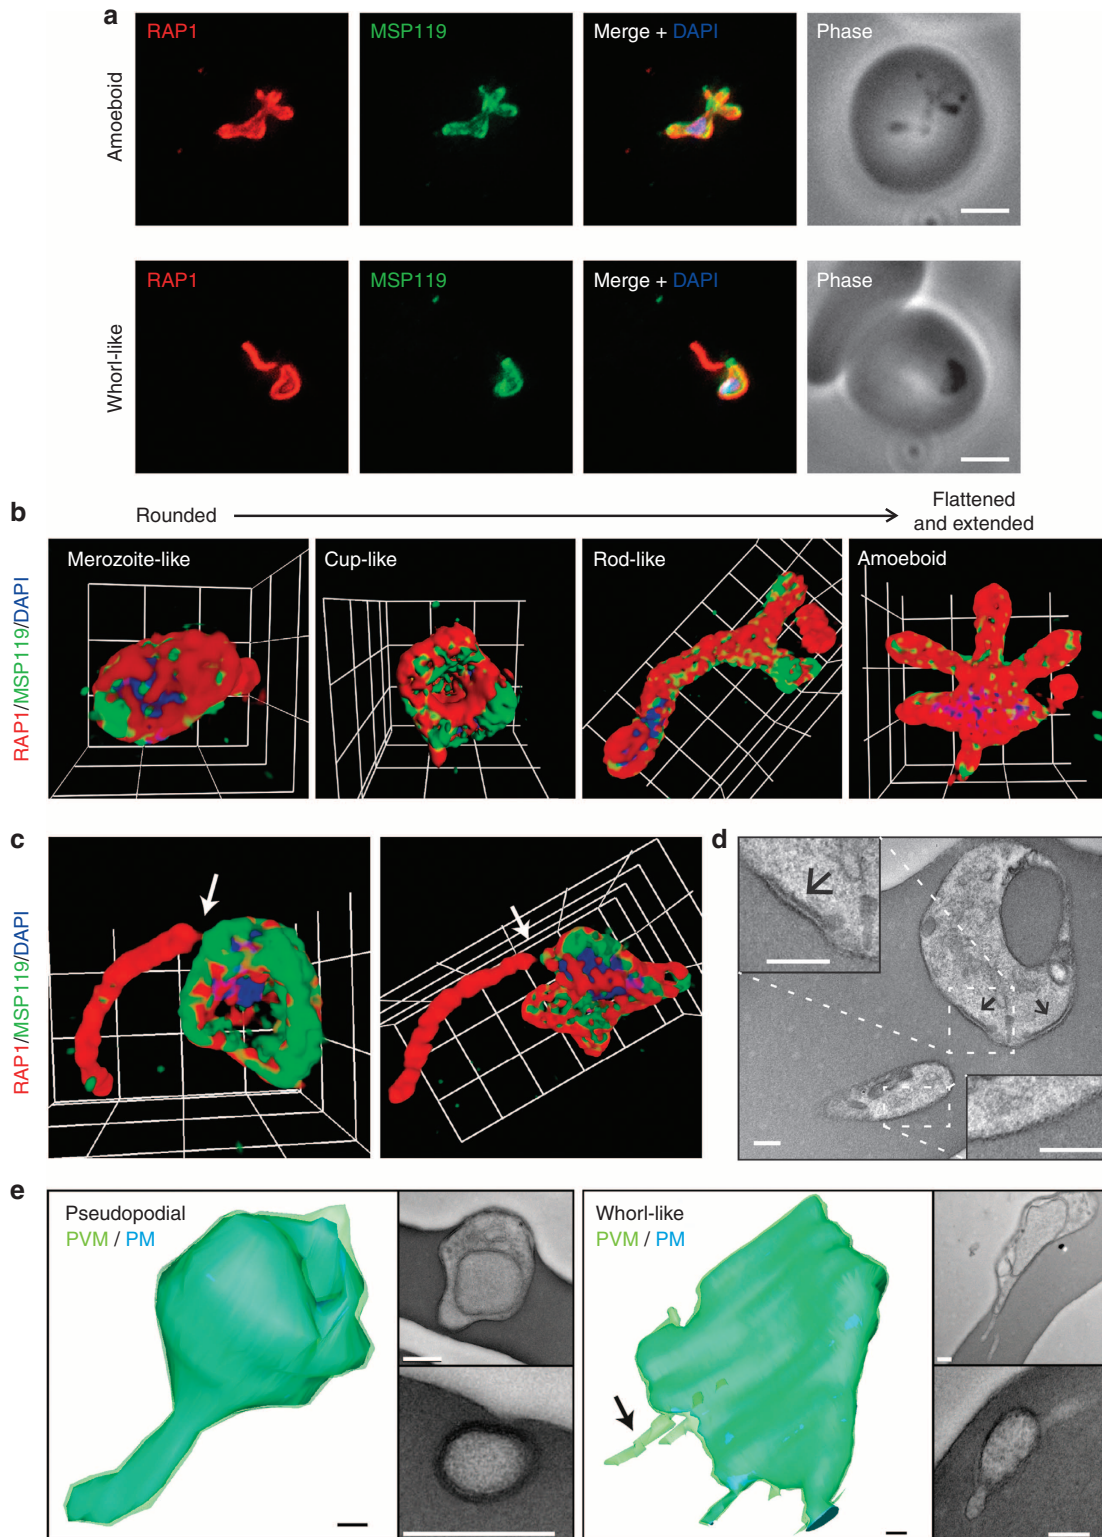 a
RAP1
MSP119
Merge + DAPI
Phase
Amoeboid
RAP1
MSP119
Merge + DAPI
Phase
Whorl-like
b
Rounded
Flattened
and extended
RAP1/MSP119/DAPI
Merozoite-like
Cup-like
Rod-like
Amoeboid
c
RAP1/MSP119/DAPI
d
e
Pseudopodial
PVM / PM
Whorl-like
PVM / PM